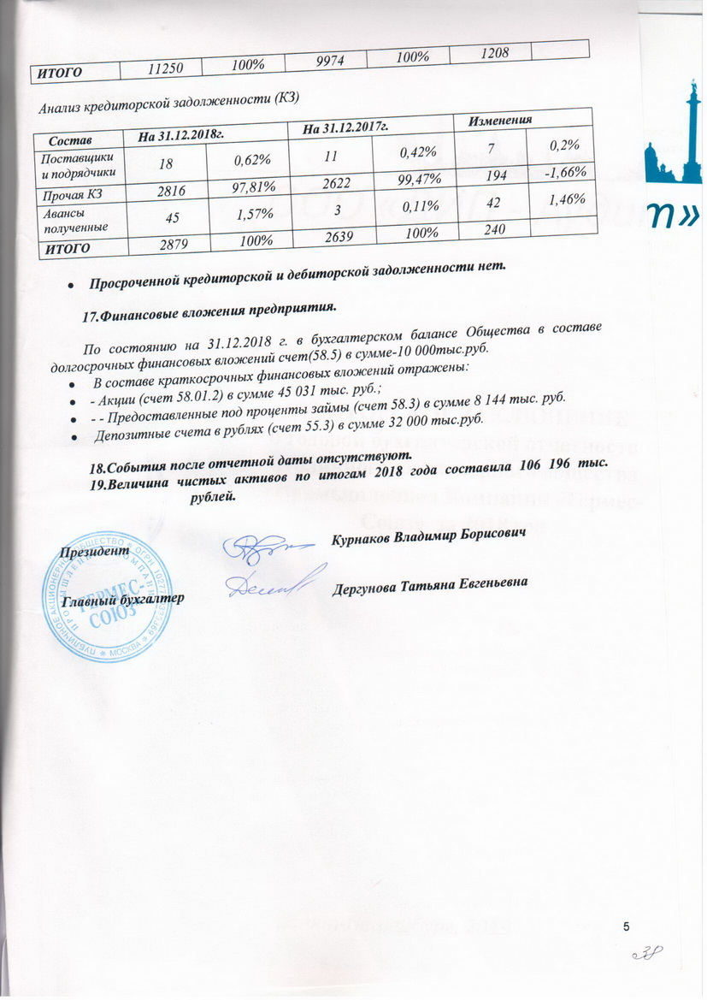 ИТОГО 11250 100% 9974 100% 1208
Анализ кредиторской задолженности (КЗ)
Состав На 31.12.2018г. На 31.12.2017г. Изменения
Поставщики и подрядчики 18 0,62% 11 0,42% 7 0,2%
Прочая КЗ 2816 97,81% 2622 99,47% 194 -1,66%
Авансы полученные 45 1,57% 3 0,11% 42 1,46%
ИТОГО 2879 100% 2639 100% 240
• Просроченной кредиторской и дебиторской задолженности нет.
17.Финансовые вложения предприятия.
По состоянию на 31.12.2018 г. в бухгалтерском балансе Общества в составе
долгосрочных финансовых вложений счет(58.5) в сумме-10 000тыс.руб.
• В составе краткосрочных финансовых вложений отражены:
• - Акции (счет 58.01.2) в сумме 45 031 тыс. руб.;
• - - Предоставленные под проценты займы (счет 58.3) в сумме 8 144 тыс. руб.
• Депозитные счета в рублях (счет 55.3) в сумме 32 000 тыс.руб.
18.События после отчетной даты отсутствуют.
19.Величина чистых активов по итогам 2018 года составила 106 196 тыс.
рублей.
Президент Курнаков Владимир Борисович
Главный бухгалтер Дергунова Татьяна Евгеньевна
ПУБЛИЧНОЕ АКЦИОНЕРНОЕ ОБЩЕСТВО
МОСКВА
ГЕРМЕС-
СОЮЗ
т»
5
38